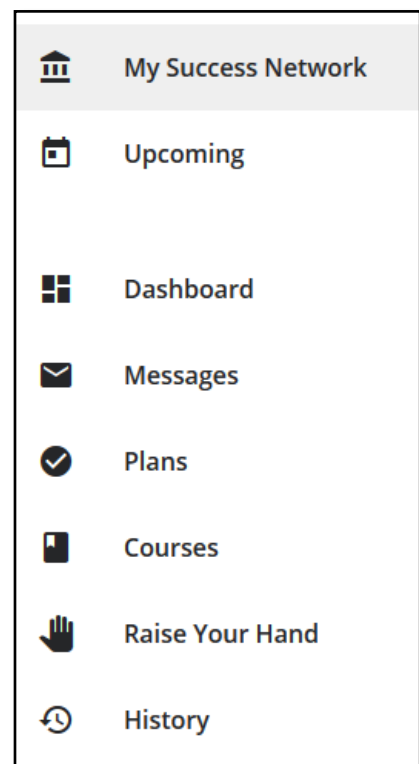 My Success Network
Upcoming
Dashboard
Messages
Plans
Courses
Raise Your Hand
History